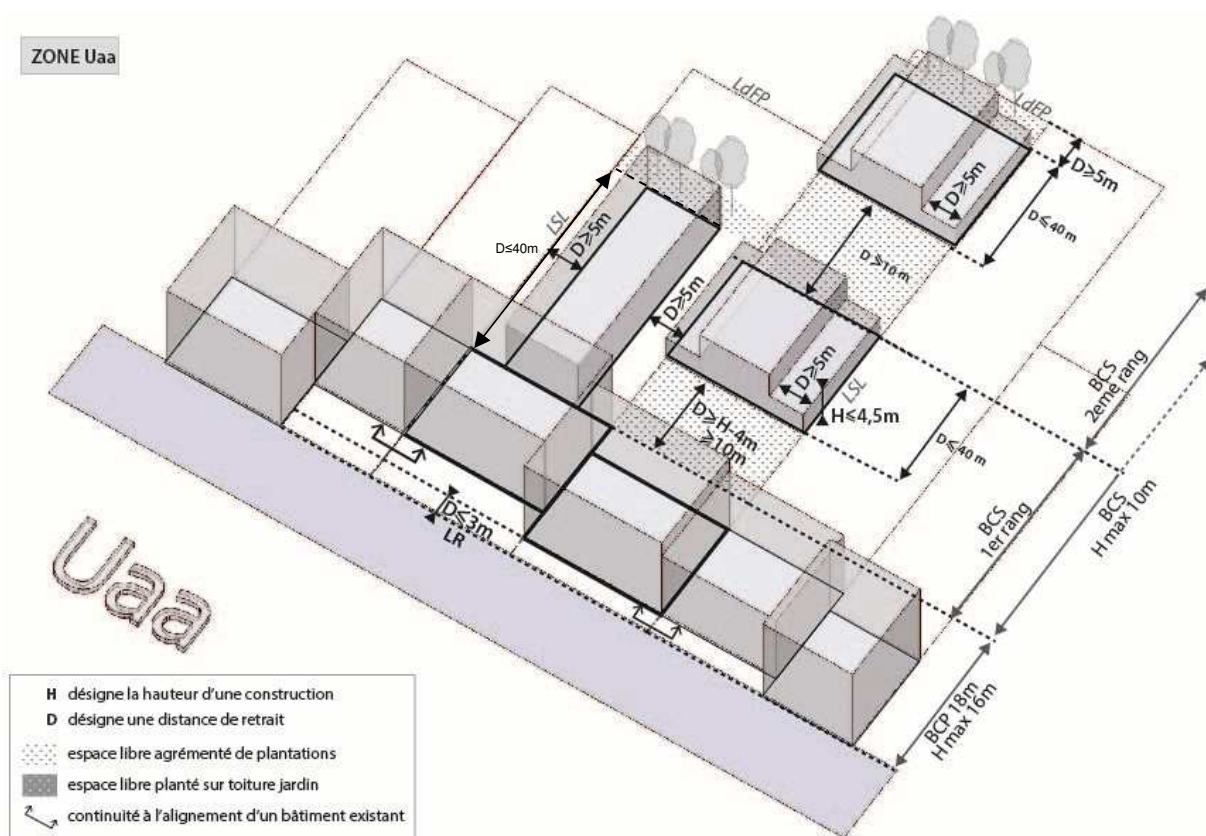 ZONE Uaa
LdFP
LdFP
D≥5m
D≥5m
D≤40m
LSL
D≥5m
D≤40m
D≥10m
D≥5m
D≥5m
LSL
H≤4,5m
D≥H-4m
≥10m
D≤40m
BCS
2eme rang
BCS
1er rang
BCS
H max 10m
D≤3m
LR
BCP 18m
H max 16m
Uaa
H désigne la hauteur d'une construction
D désigne une distance de retrait
espace libre agrémenté de plantations
espace libre planté sur toiture jardin
continuité à l'alignement d'un bâtiment existant